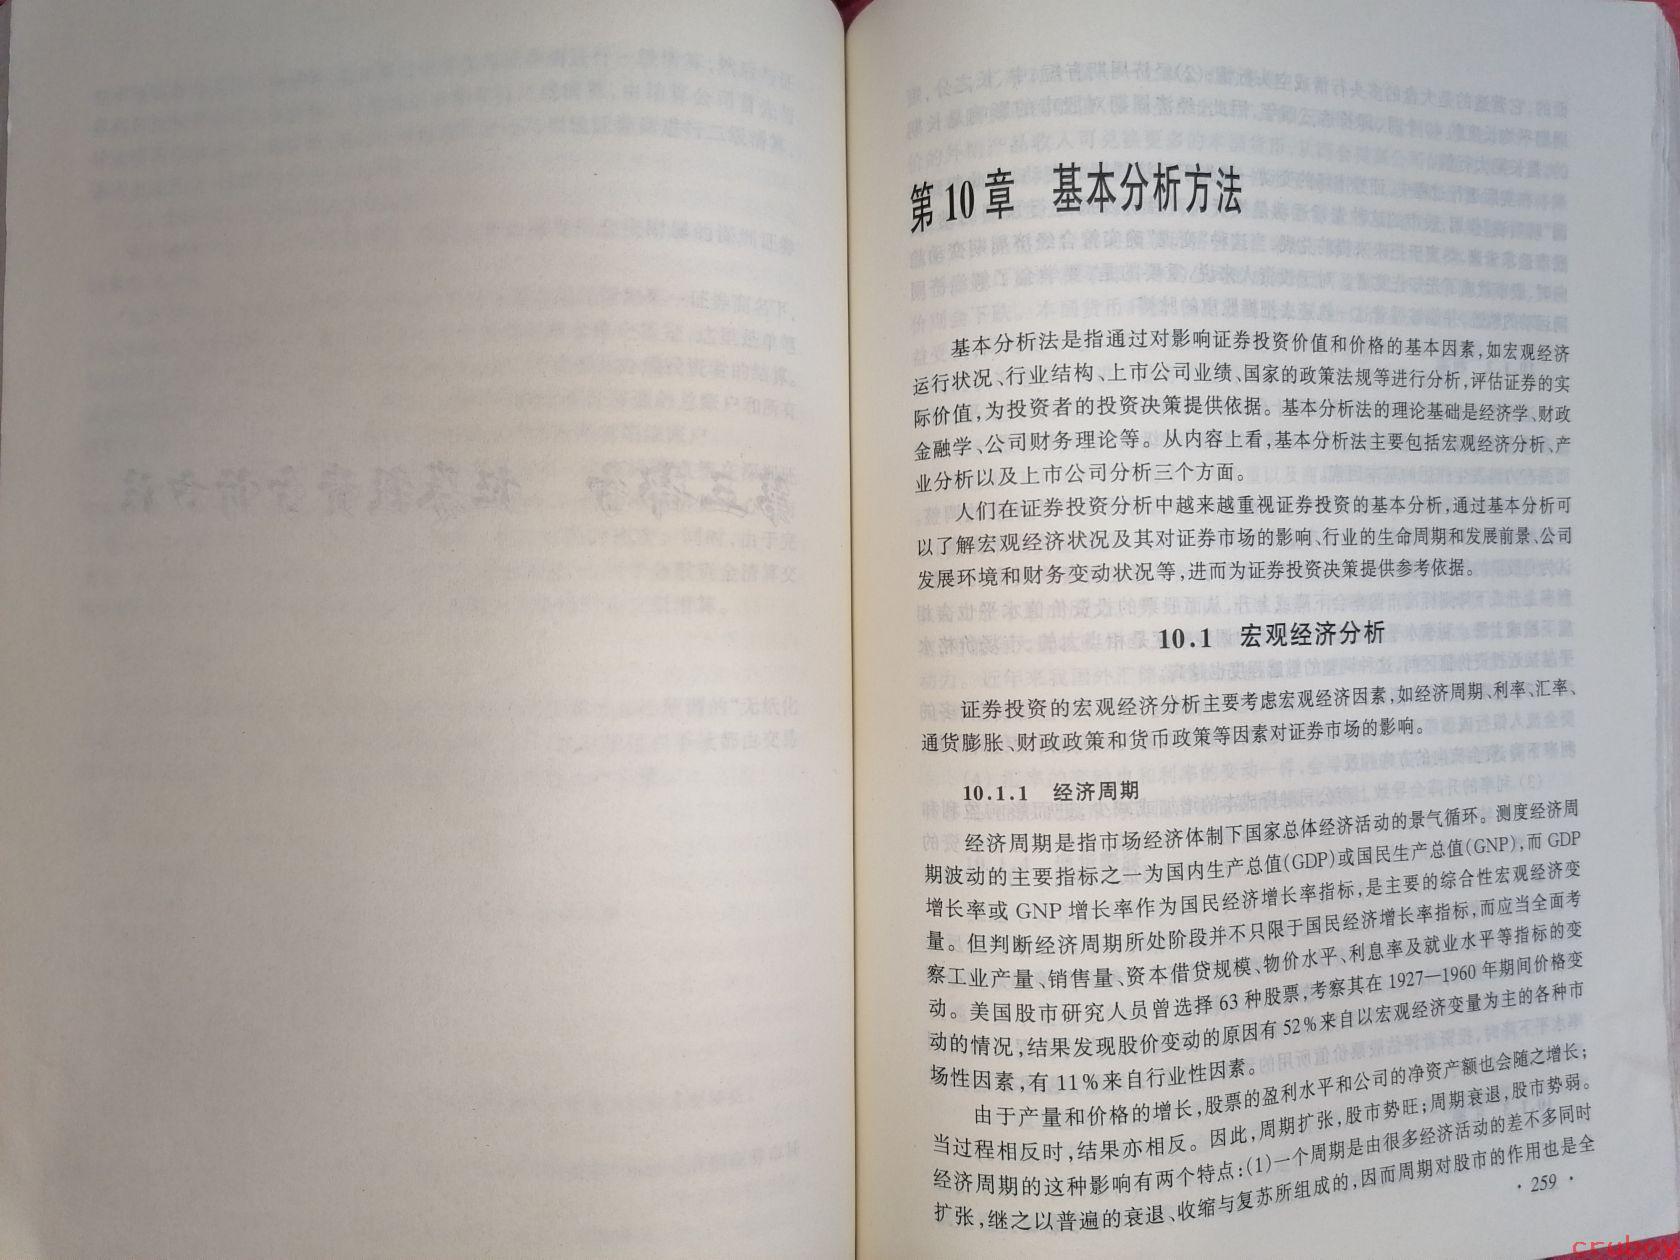 第10章 基本分析方法
基本分析法是指通过对影响证券投资价值和价格的基本因素,如宏观经济
运行状况、行业结构、上市公司业绩、国家的政策法规等进行分析,评估证券的实
际价值,为投资者的投资决策提供依据。基本分析法的理论基础是经济学、财政
金融学、公司财务理论等。从内容上看,基本分析法主要包括宏观经济分析、产
业分析以及上市公司分析三个方面。
人们在证券投资分析中越来越重视证券投资的基本分析,通过基本分析可
以了解宏观经济状况及其对证券市场的影响、行业的生命周期和发展前景、公司
发展环境和财务变动状况等,进而为证券投资决策提供参考依据。
10.1 宏观经济分析
证券投资的宏观经济分析主要考虑宏观经济因素,如经济周期、利率、汇率、
通货膨胀、财政政策和货币政策等因素对证券市场的影响。
10.1.1 经济周期
经济周期是指市场经济体制下国家总体经济活动的景气循环。测度经济周
期波动的主要指标之一为国内生产总值(GDP)或国民生产总值(GNP),而GDP
增长率或GNP增长率作为国民经济增长率指标,是主要的综合性宏观经济变
量。但判断经济周期所处阶段并不只限于国民经济增长率指标,而应当全面考
察工业产量、销售量、资本借贷规模、物价水平、利息率及就业水平等指标的变
动。美国股市研究人员曾选择63种股票,考察其在1927—1960年期间价格变
动的情况,结果发现股价变动的原因有52%来自以宏观经济变量为主的各种市
场性因素,有11%来自行业性因素。
由于产量和价格的增长,股票的盈利水平和公司的净资产额也会随之增长;
当过程相反时,结果亦相反。因此,周期扩张,股市势旺;周期衰退,股市势弱。
经济周期的这种影响有两个特点:(1)一个周期是由很多经济活动的差不多同时
扩张,继之以普遍的衰退、收缩与复苏所组成的,因而周期对股市的作用也是全
·259·